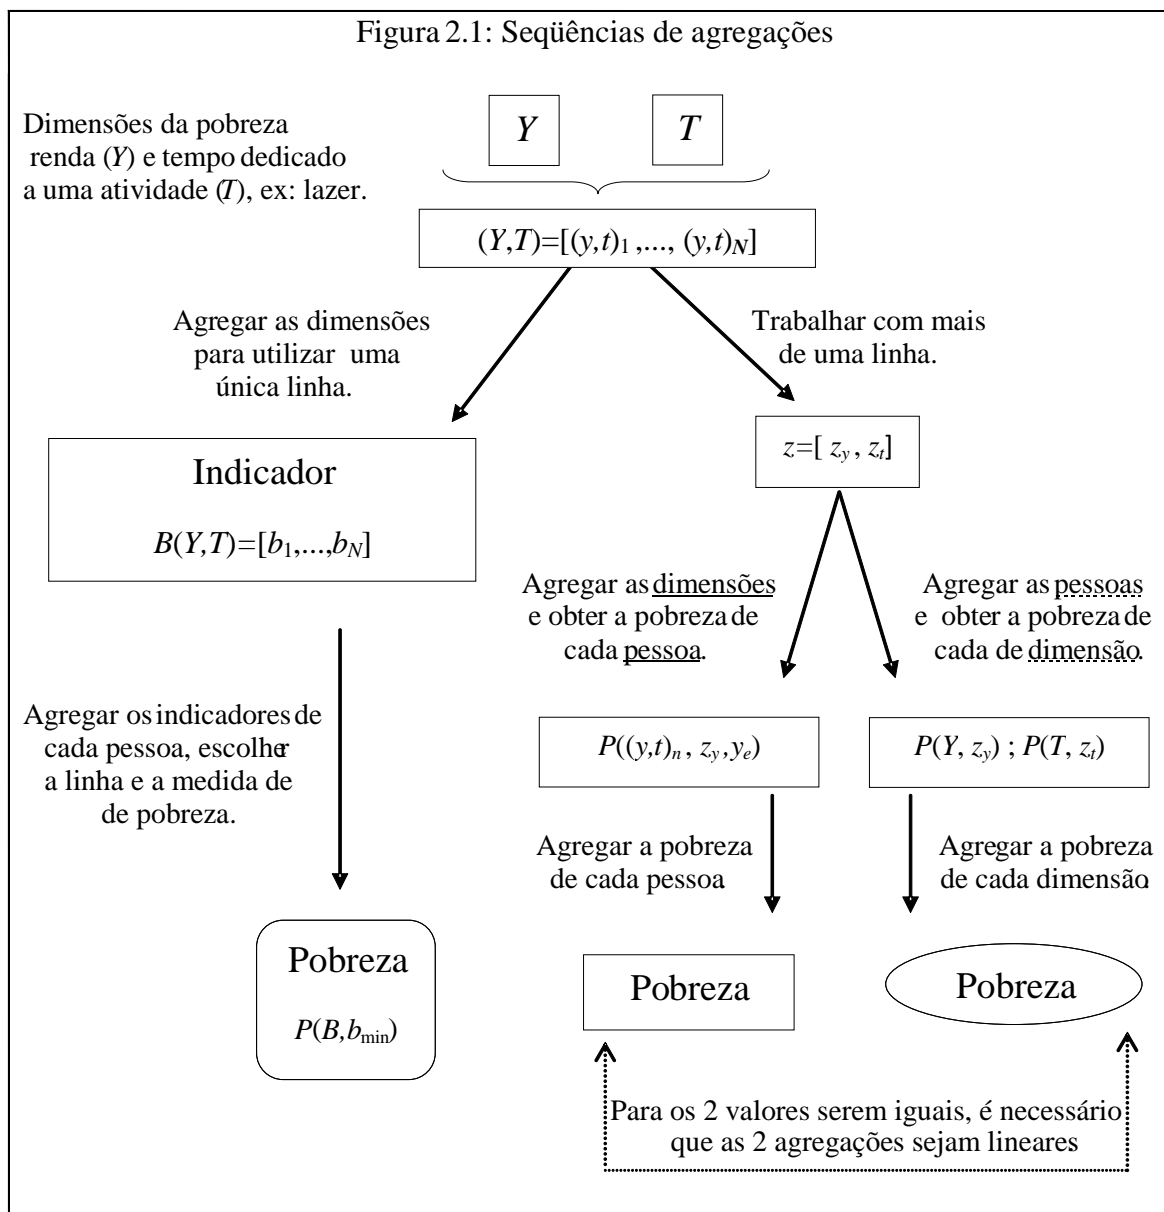 Figura 2.1: Seqüências de agregações
Dimensões da pobreza
renda (Y) e tempo dedicado
a uma atividade (T), ex: lazer.
Y
T
(Y,T)=[(y,t)1 ,..., (y,t)N]
Agregar as dimensões
para utilizar uma
única linha.
Trabalhar com mais
de uma linha.
Indicador
B(Y,T)=[b1,...,bN]
z=[ zy , zt]
Agregar as dimensões
e obter a pobreza de
cada pessoa.
Agregar as pessoas
e obter a pobreza de
cada de dimensão.
Agregar os indicadores de
cada pessoa, escolher
a linha e a medida de
de pobreza.
P((y,t)n , zy ,ye)
P(Y, zy) ; P(T, zt)
Agregar a pobreza
de cada pessoa.
Agregar a pobreza
de cada dimensão.
Pobreza
P(B,bmin)
Pobreza
Pobreza
Para os 2 valores serem iguais, é necessário
que as 2 agregações sejam lineares.